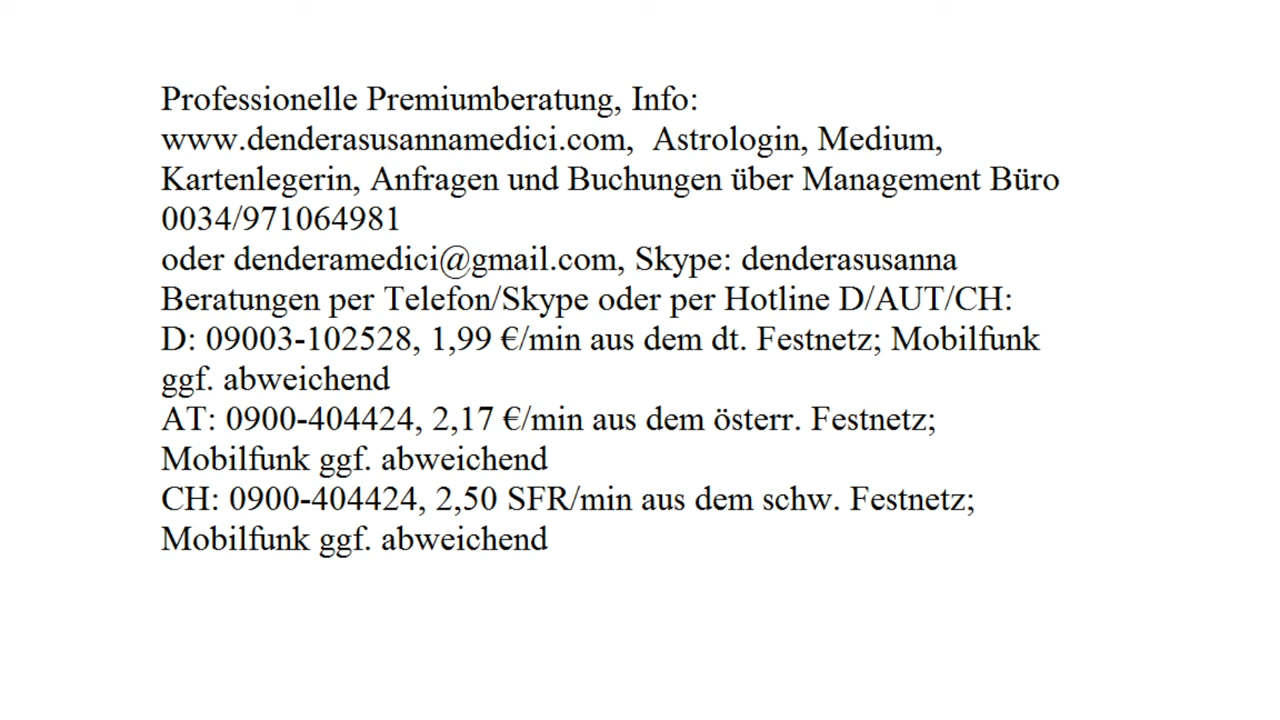 Professionelle Premiumberatung, Info:
www.denderasusannamedici.com,  Astrologin, Medium,
Kartenlegerin, Anfragen und Buchungen über Management Büro
0034/971064981
oder denderamedici@gmail.com, Skype: denderasusanna
Beratungen per Telefon/Skype oder per Hotline D/AUT/CH:
D: 09003-102528, 1,99 €/min aus dem dt. Festnetz; Mobilfunk
ggf. abweichend
AT: 0900-404424, 2,17 €/min aus dem österr. Festnetz;
Mobilfunk ggf. abweichend
CH: 0900-404424, 2,50 SFR/min aus dem schw. Festnetz;
Mobilfunk ggf. abweichend